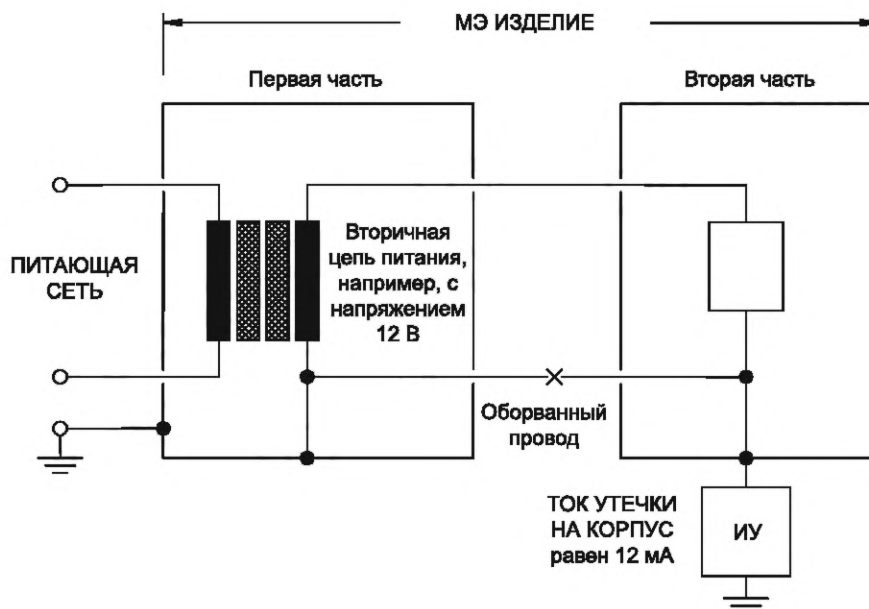 МЭ ИЗДЕЛИЕ
Первая часть
Вторая часть
ПИТАЮЩАЯ
СЕТЬ
Вторичная
цепь питания,
например, с
напряжением
12 В
Оборванный
провод
ТОК УТЕЧКИ
НА КОРПУС
равен 12 мА
ИУ